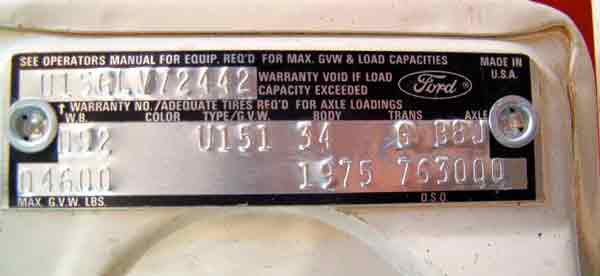 SEE OPERATORS MANUAL FOR EQUIP. REQ'D FOR MAX. GVW & LOAD CAPACITIES MADE IN U.S.A.
U15GLV72442 WARRANTY VOID IF LOAD CAPACITY EXCEEDED Ford ®
↑ WARRANTY NO./ADEQUATE TIRES REQ'D FOR AXLE LOADINGS
W.B. COLOR TYPE/G.V.W. BODY TRANS AXLE
092 U151 34 G B8J
04600 1975 763000
MAX. G.V.W. LBS. D.S.O.